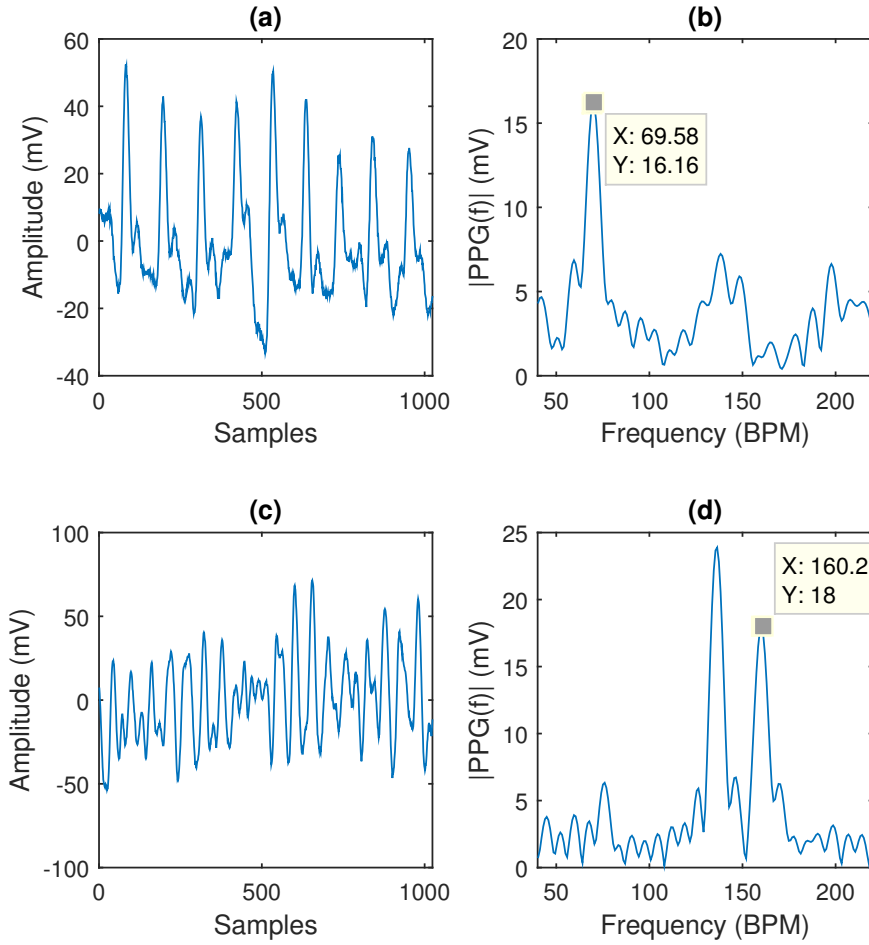 (a)
60
40
20
0
-20
-40
0
500
1000
Amplitude (mV)
Samples
(b)
20
15
10
5
0
50
100
150
200
|PPG(f)| (mV)
Frequency (BPM)
X: 69.58
Y: 16.16
(c)
100
50
0
-50
-100
0
500
1000
Amplitude (mV)
Samples
(d)
25
20
15
10
5
0
50
100
150
200
|PPG(f)| (mV)
Frequency (BPM)
X: 160.2
Y: 18